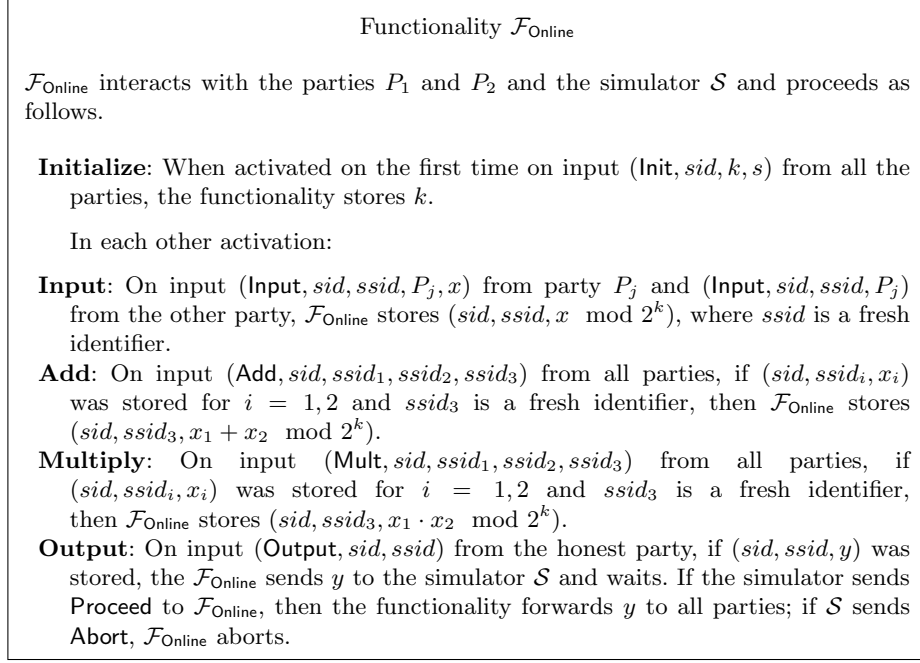 Functionality ℱ_Online
ℱ_Online interacts with the parties P_1 and P_2 and the simulator 𝒮 and proceeds as
follows.
Initialize: When activated on the first time on input (Init, sid, k, s) from all the
parties, the functionality stores k.
In each other activation:
Input: On input (Input, sid, ssid, P_j, x) from party P_j and (Input, sid, ssid, P_j)
from the other party, ℱ_Online stores (sid, ssid, x mod 2^k), where ssid is a fresh
identifier.
Add: On input (Add, sid, ssid_1, ssid_2, ssid_3) from all parties, if (sid, ssid_i, x_i)
was stored for i = 1, 2 and ssid_3 is a fresh identifier, then ℱ_Online stores
(sid, ssid_3, x_1 + x_2 mod 2^k).
Multiply: On input (Mult, sid, ssid_1, ssid_2, ssid_3) from all parties, if
(sid, ssid_i, x_i) was stored for i = 1, 2 and ssid_3 is a fresh identifier,
then ℱ_Online stores (sid, ssid_3, x_1 · x_2 mod 2^k).
Output: On input (Output, sid, ssid) from the honest party, if (sid, ssid, y) was
stored, the ℱ_Online sends y to the simulator 𝒮 and waits. If the simulator sends
Proceed to ℱ_Online, then the functionality forwards y to all parties; if 𝒮 sends
Abort, ℱ_Online aborts.